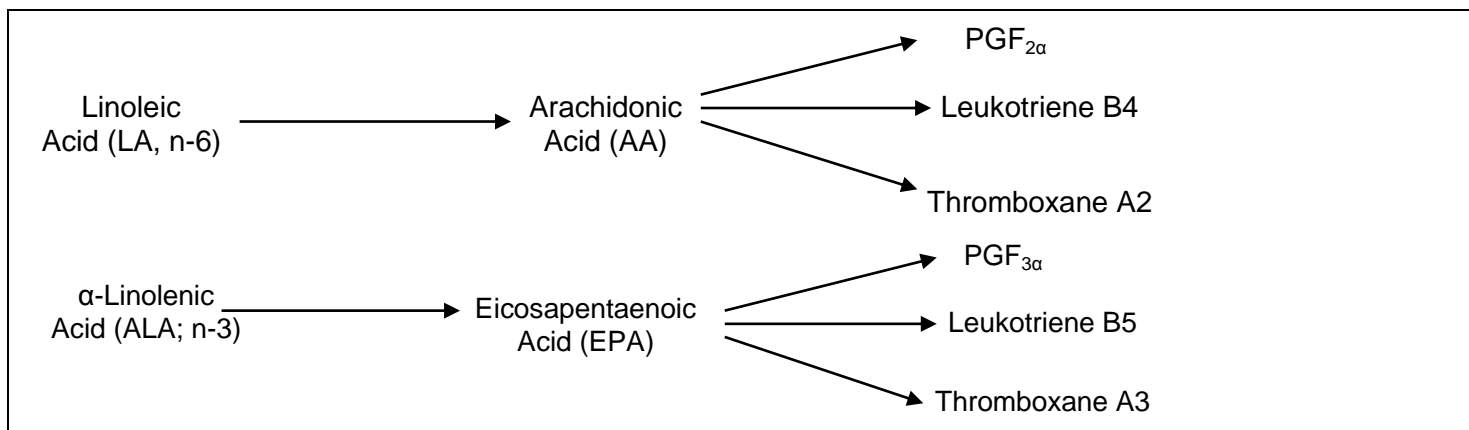 PGF2α
Linoleic
Acid (LA, n-6)
Arachidonic
Acid (AA)
Leukotriene B4
Thromboxane A2
PGF3α
α-Linolenic
Acid (ALA; n-3)
Eicosapentaenoic
Acid (EPA)
Leukotriene B5
Thromboxane A3